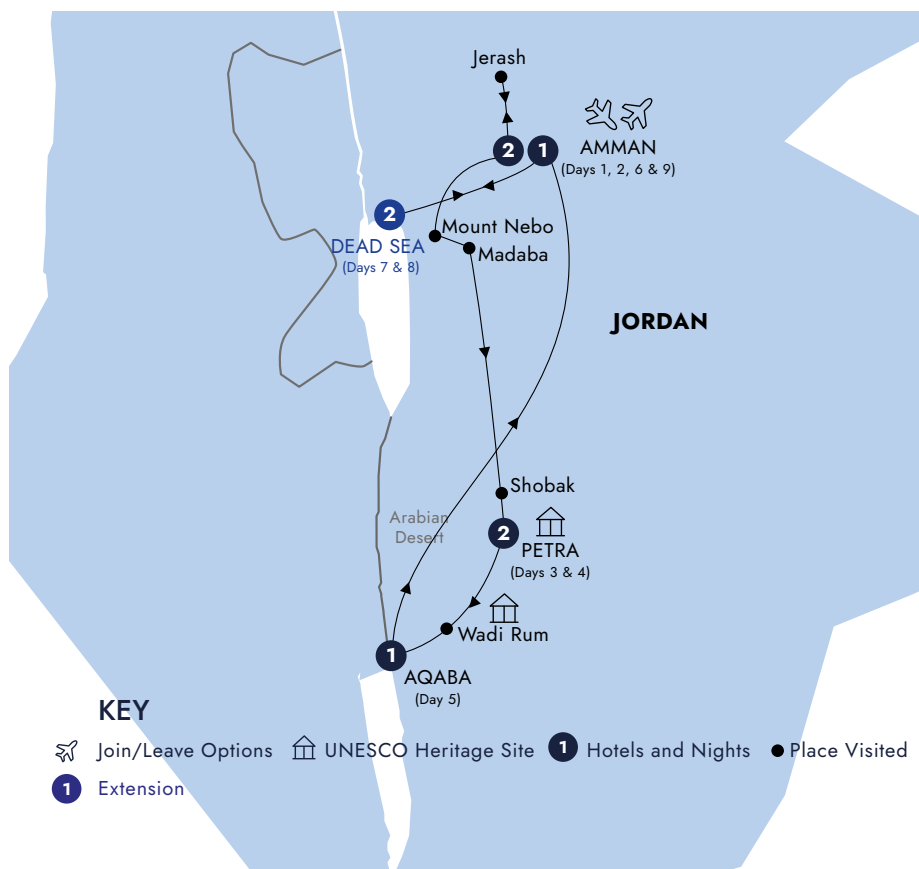 Jerash
2
1
AMMAN
(Days 1, 2, 6 & 9)
2
DEAD SEA
(Days 7 & 8)
Mount Nebo
Madaba
JORDAN
Shobak
Arabian
Desert
2
PETRA
(Days 3 & 4)
Wadi Rum
1
AQABA
(Day 5)
KEY
Join/Leave Options
UNESCO Heritage Site
1
Hotels and Nights
Place Visited
1
Extension